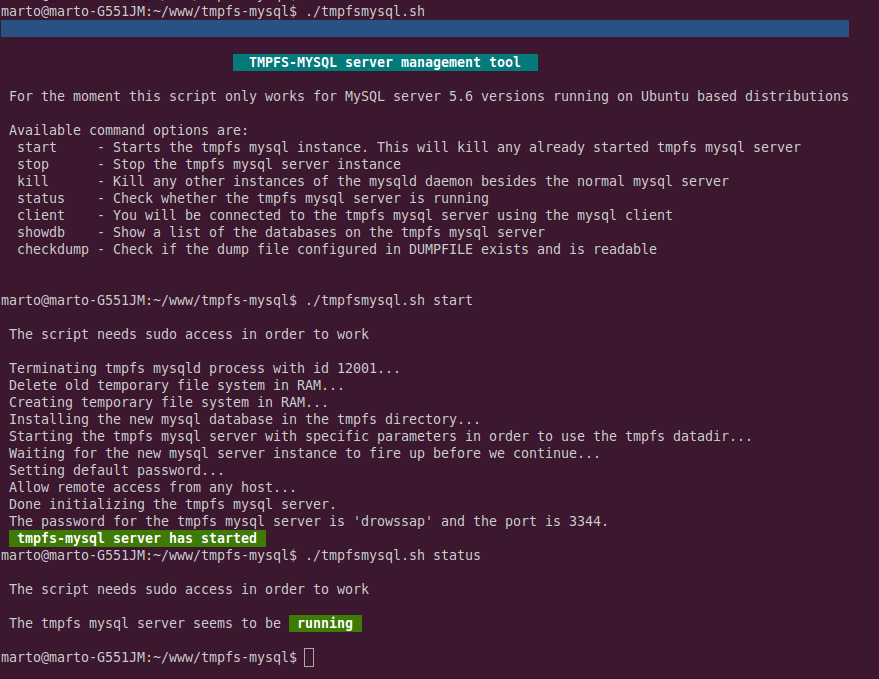 marto@marto-G551JM:~/www/tmpfs-mysql$ ./tmpfsmysql.sh
TMPFS-MYSQL server management tool
For the moment this script only works for MySQL server 5.6 versions running on Ubuntu based distributions
Available command options are:
start     - Starts the tmpfs mysql instance. This will kill any already started tmpfs mysql server
stop      - Stop the tmpfs mysql server instance
kill      - Kill any other instances of the mysqld daemon besides the normal mysql server
status    - Check whether the tmpfs mysql server is running
client    - You will be connected to the tmpfs mysql server using the mysql client
showdb    - Show a list of the databases on the tmpfs mysql server
checkdump - Check if the dump file configured in DUMPFILE exists and is readable
marto@marto-G551JM:~/www/tmpfs-mysql$ ./tmpfsmysql.sh start
The script needs sudo access in order to work
Terminating tmpfs mysqld process with id 12001...
Delete old temporary file system in RAM...
Creating temporary file system in RAM...
Installing the new mysql database in the tmpfs directory...
Starting the tmpfs mysql server with specific parameters in order to use the tmpfs datadir...
Waiting for the new mysql server instance to fire up before we continue...
Setting default password...
Allow remote access from any host...
Done initializing the tmpfs mysql server.
The password for the tmpfs mysql server is 'drowssap' and the port is 3344.
tmpfs-mysql server has started
marto@marto-G551JM:~/www/tmpfs-mysql$ ./tmpfsmysql.sh status
The script needs sudo access in order to work
The tmpfs mysql server seems to be running
marto@marto-G551JM:~/www/tmpfs-mysql$